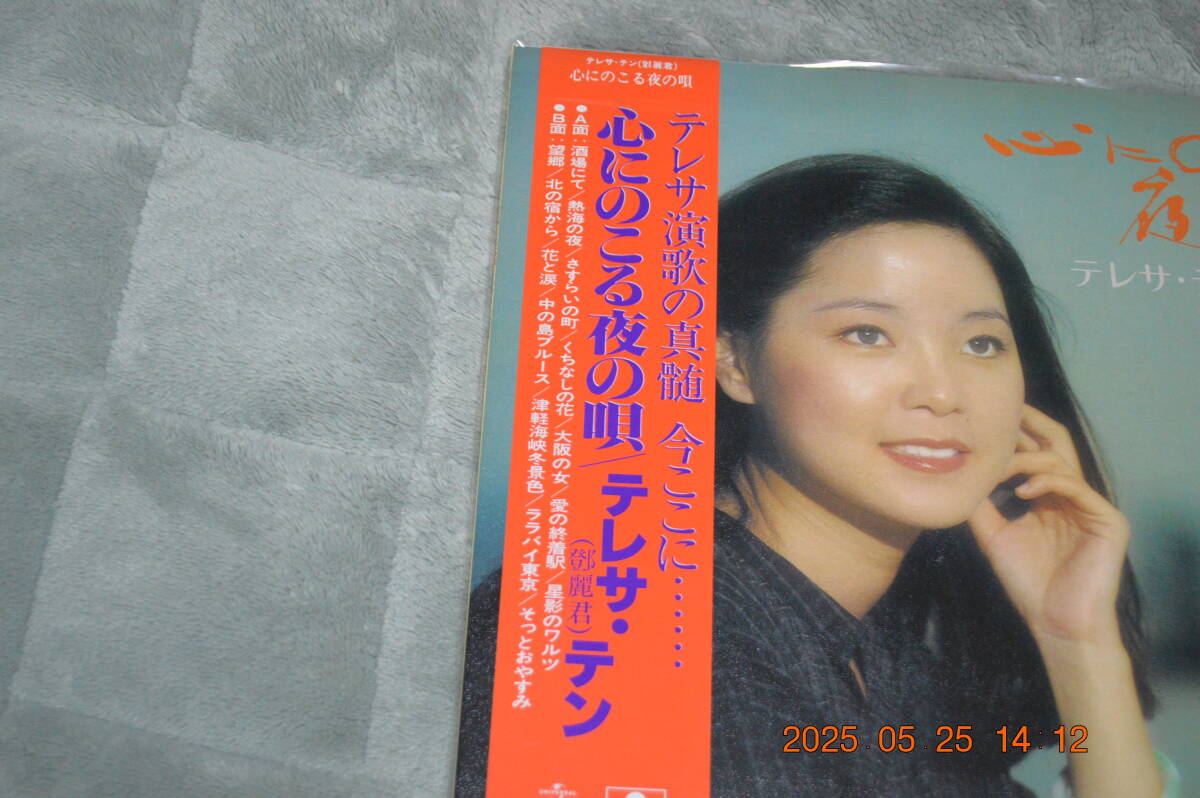 テレサ・テン(鄧麗君)
心にのこる夜の唄
テレサ演歌の真髄 今ここに……
心にのこる夜の唄/テレサ・テン
(鄧麗君)
●A面:酒場にて/熱海の夜/さすらいの町/くちなしの花/大阪の女/愛の終着駅/星影のワルツ
●B面:望郷/北の宿から/花と涙/中の島ブルース/津軽海峡冬景色/ララバイ東京/そっとおやすみ
心に
夜
テレサ・
UNIVERSAL
2025.05.25 14:12